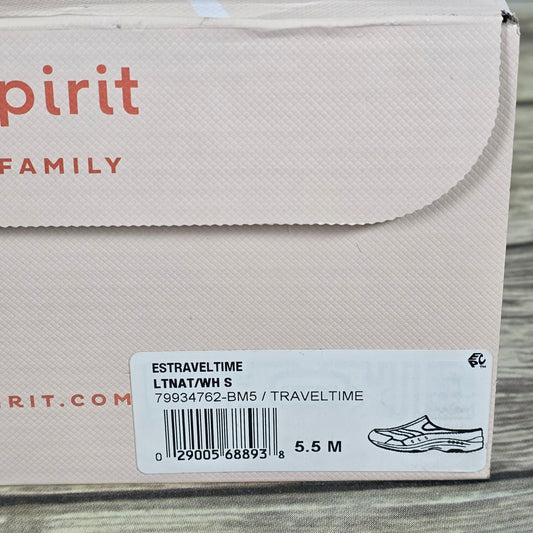 pirit
FAMILY
IRIT.COM
ESTRAVELTIME
LTNAT/WH S
79934762-BM5 / TRAVELTIME
0 29005 68893 8
5.5 M